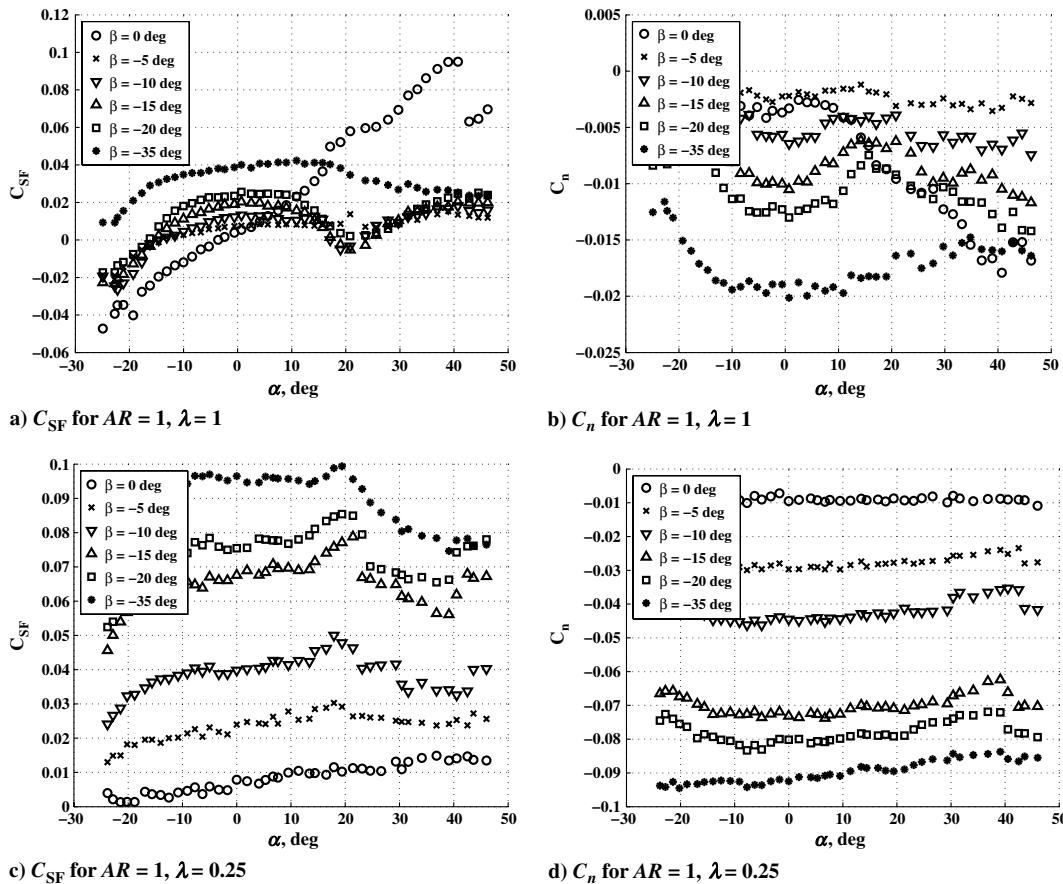 0.12
0.1
0.08
0.06
0.04
0.02
0
−0.02
−0.04
−0.06
C_SF
β = 0 deg
β = −5 deg
β = −10 deg
β = −15 deg
β = −20 deg
β = −35 deg
−30 −20 −10 0 10 20 30 40 50
α, deg
a) C_SF for AR = 1, λ = 1
0.005
0
−0.005
−0.01
−0.015
−0.02
−0.025
C_n
β = 0 deg
β = −5 deg
β = −10 deg
β = −15 deg
β = −20 deg
β = −35 deg
−30 −20 −10 0 10 20 30 40 50
α, deg
b) C_n for AR = 1, λ = 1
0.1
0.09
0.08
0.07
0.06
0.05
0.04
0.03
0.02
0.01
0
C_SF
β = 0 deg
β = −5 deg
β = −10 deg
β = −15 deg
β = −20 deg
β = −35 deg
−30 −20 −10 0 10 20 30 40 50
α, deg
c) C_SF for AR = 1, λ = 0.25
0
−0.01
−0.02
−0.03
−0.04
−0.05
−0.06
−0.07
−0.08
−0.09
−0.1
C_n
β = 0 deg
β = −5 deg
β = −10 deg
β = −15 deg
β = −20 deg
β = −35 deg
−30 −20 −10 0 10 20 30 40 50
α, deg
d) C_n for AR = 1, λ = 0.25